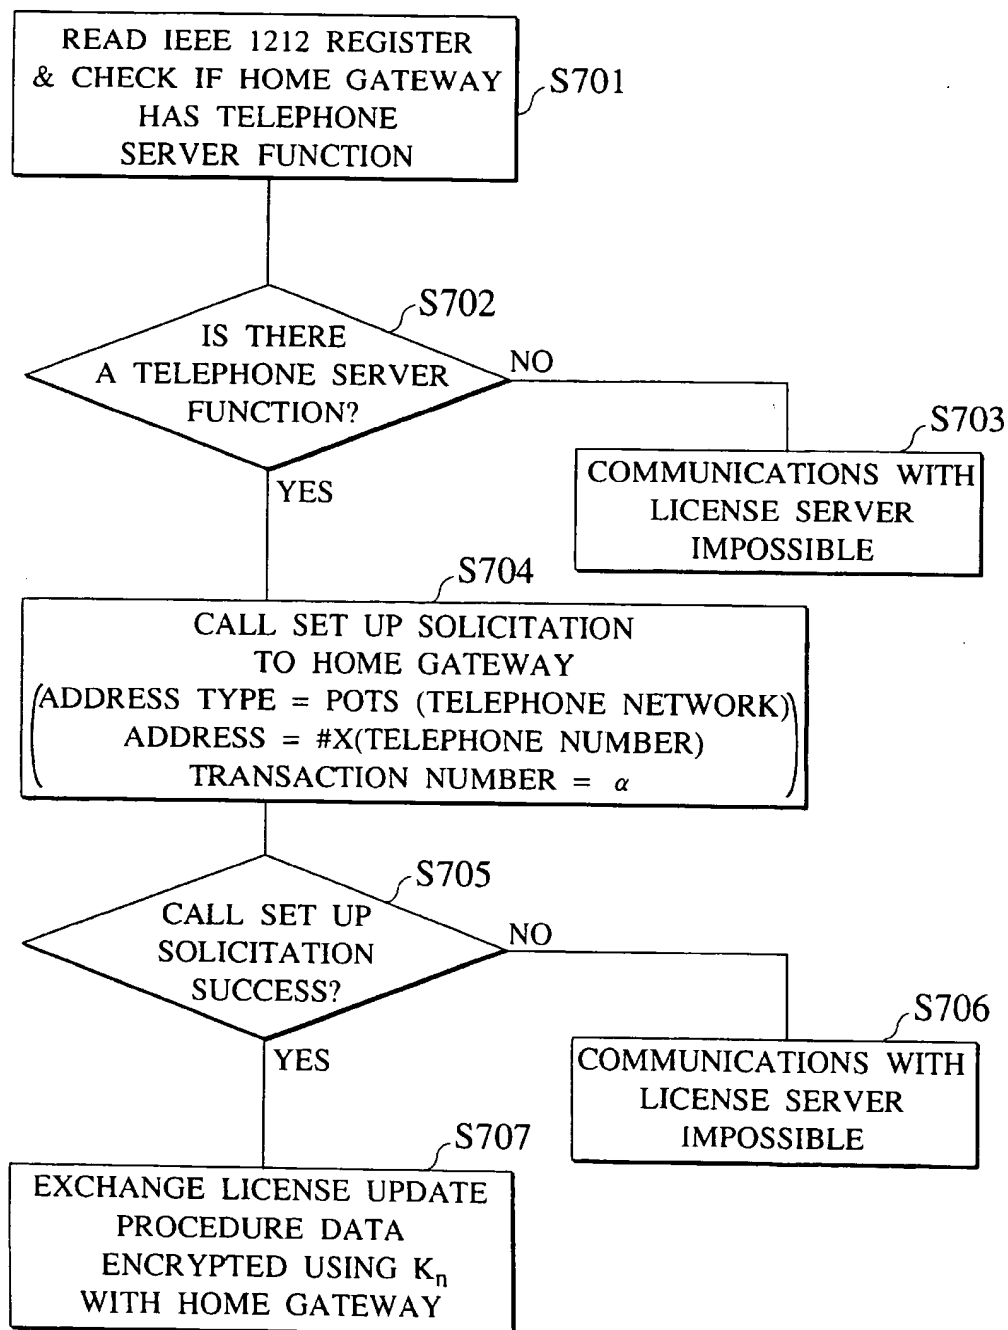 READ IEEE 1212 REGISTER
& CHECK IF HOME GATEWAY
HAS TELEPHONE
SERVER FUNCTION
S701
S702
IS THERE
A TELEPHONE SERVER
FUNCTION?
NO
YES
S703
COMMUNICATIONS WITH
LICENSE SERVER
IMPOSSIBLE
S704
CALL SET UP SOLICITATION
TO HOME GATEWAY
(ADDRESS TYPE = POTS (TELEPHONE NETWORK)
ADDRESS = #X(TELEPHONE NUMBER)
TRANSACTION NUMBER = α)
S705
CALL SET UP
SOLICITATION
SUCCESS?
NO
YES
S706
COMMUNICATIONS WITH
LICENSE SERVER
IMPOSSIBLE
S707
EXCHANGE LICENSE UPDATE
PROCEDURE DATA
ENCRYPTED USING Kn
WITH HOME GATEWAY